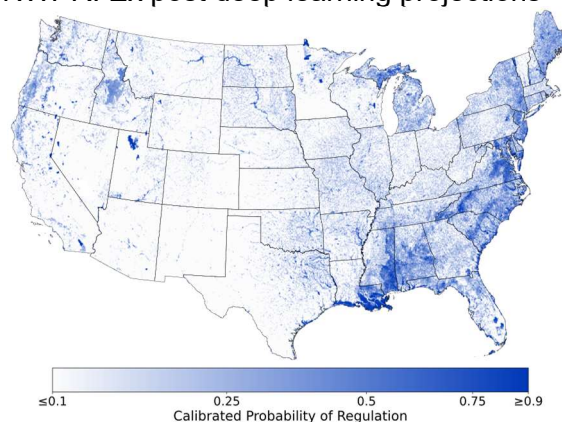 post deep learning projections
≤0.1 0.25 0.5 0.75 ≥0.9
Calibrated Probability of Regulation